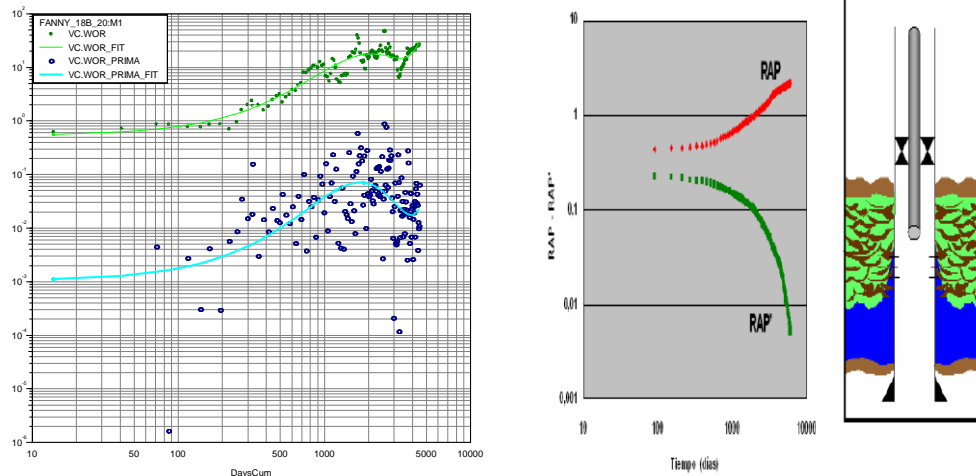 FANNY_18B_20:M1
VC.WOR
VC.WOR_FIT
VC.WOR_PRIMA
VC.WOR_PRIMA_FIT
10²
10¹
10⁰
10⁻¹
10⁻²
10⁻³
10⁻⁴
10⁻⁵
10⁻⁶
10 50 100 500 1000 5000 10000
DaysCum
RAP - RAP'
10
1
0,1
0,01
0,001
RAP
RAP'
10 100 1000 10000
Tiempo (días)